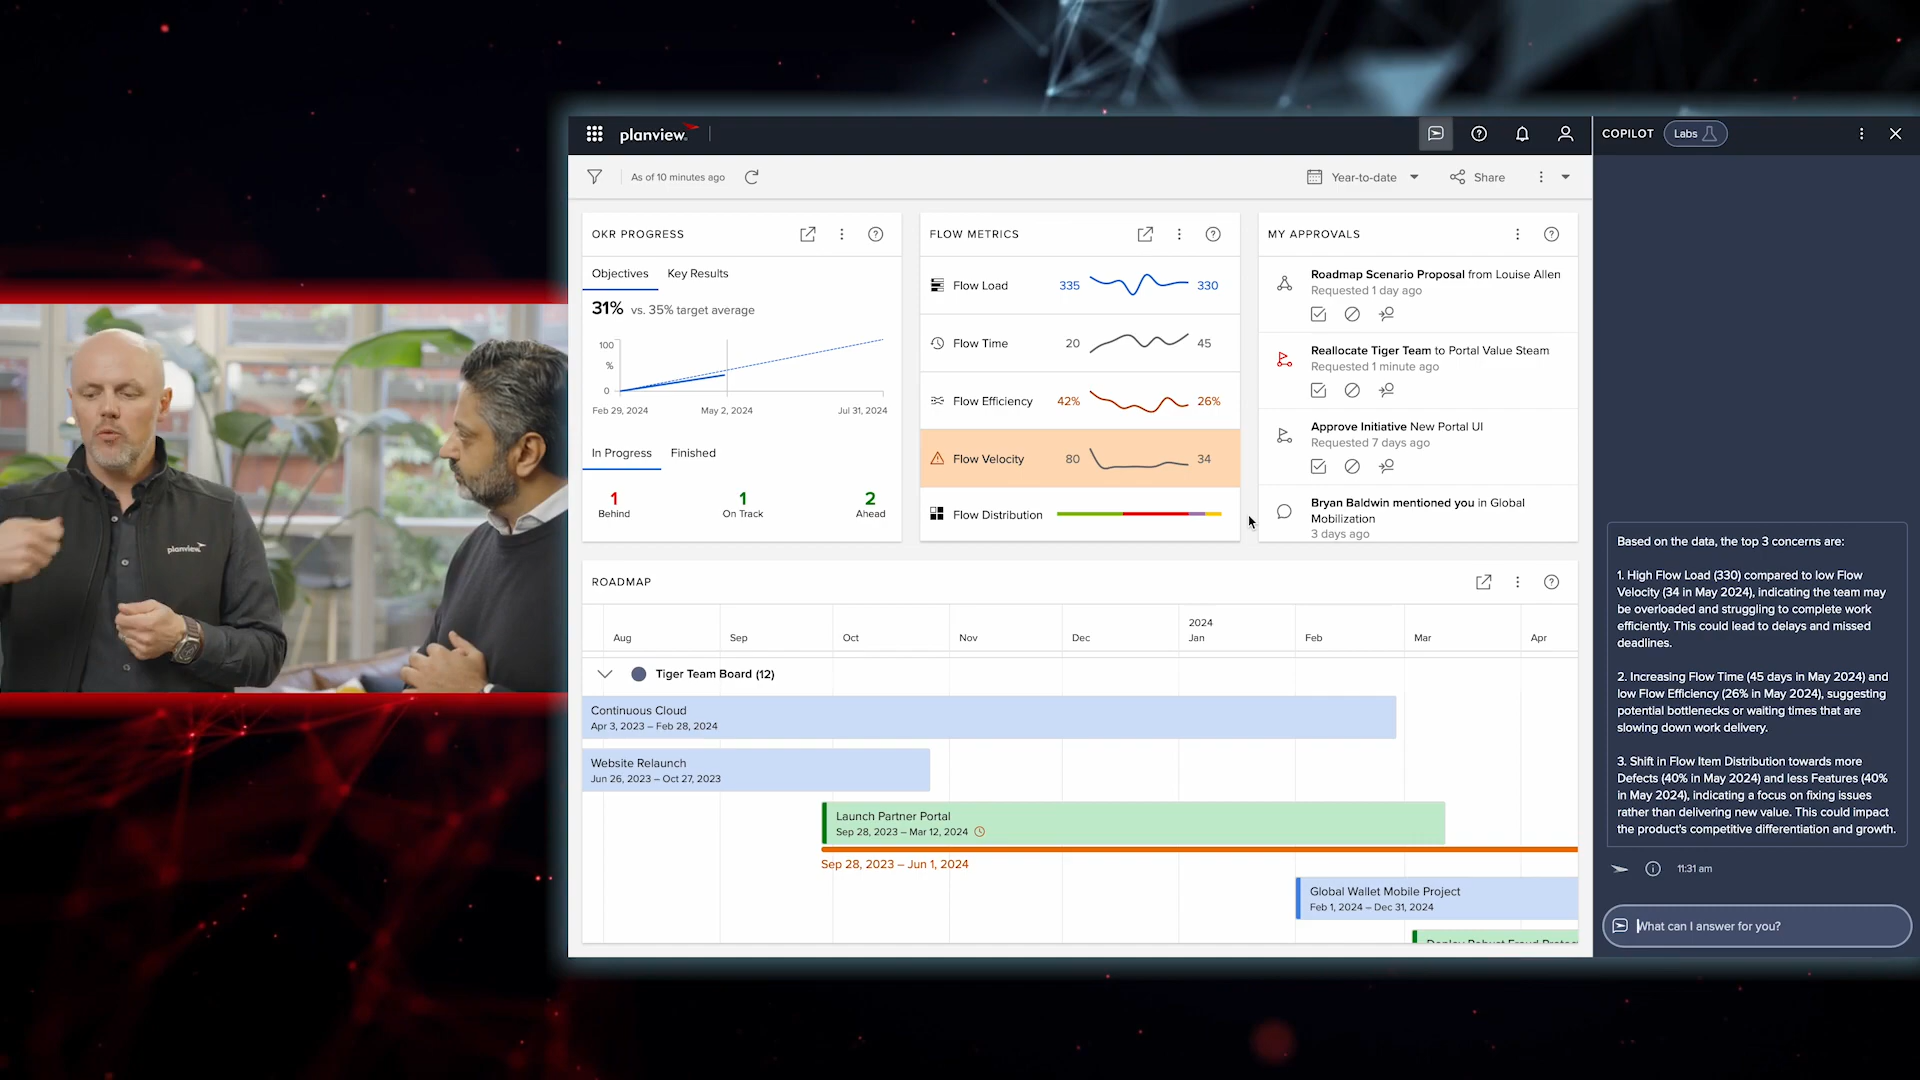 planview
COPILOT
Labs
As of 10 minutes ago
Year-to-date
Share
OKR PROGRESS
Objectives
Key Results
31% vs. 35% target average
100
%
0
Feb 29, 2024
May 2, 2024
Jul 31, 2024
In Progress
Finished
1
Behind
1
On Track
2
Ahead
FLOW METRICS
Flow Load 335 330
Flow Time 20 45
Flow Efficiency 42% 26%
Flow Velocity 80 34
Flow Distribution
MY APPROVALS
Roadmap Scenario Proposal from Louise Allen
Requested 1 day ago
Reallocate Tiger Team to Portal Value Steam
Requested 1 minute ago
Approve Initiative New Portal UI
Requested 7 days ago
Bryan Baldwin mentioned you in Global
Mobilization
3 days ago
ROADMAP
Aug
Sep
Oct
Nov
Dec
2024
Jan
Feb
Mar
Apr
Tiger Team Board (12)
Continuous Cloud
Apr 3, 2023 – Feb 28, 2024
Website Relaunch
Jun 26, 2023 – Oct 27, 2023
Launch Partner Portal
Sep 28, 2023 – Mar 12, 2024
Sep 28, 2023 – Jun 1, 2024
Global Wallet Mobile Project
Feb 1, 2024 – Dec 31, 2024
Based on the data, the top 3 concerns are:
1. High Flow Load (330) compared to low Flow
Velocity (34 in May 2024), indicating the team may
be overloaded and struggling to complete work
efficiently. This could lead to delays and missed
deadlines.
2. Increasing Flow Time (45 days in May 2024) and
low Flow Efficiency (26% in May 2024), suggesting
potential bottlenecks or waiting times that are
slowing down work delivery.
3. Shift in Flow Item Distribution towards more
Defects (40% in May 2024) and less Features (40%
in May 2024), indicating a focus on fixing issues
rather than delivering new value. This could impact
the product's competitive differentiation and growth.
11:31 am
What can I answer for you?
planview